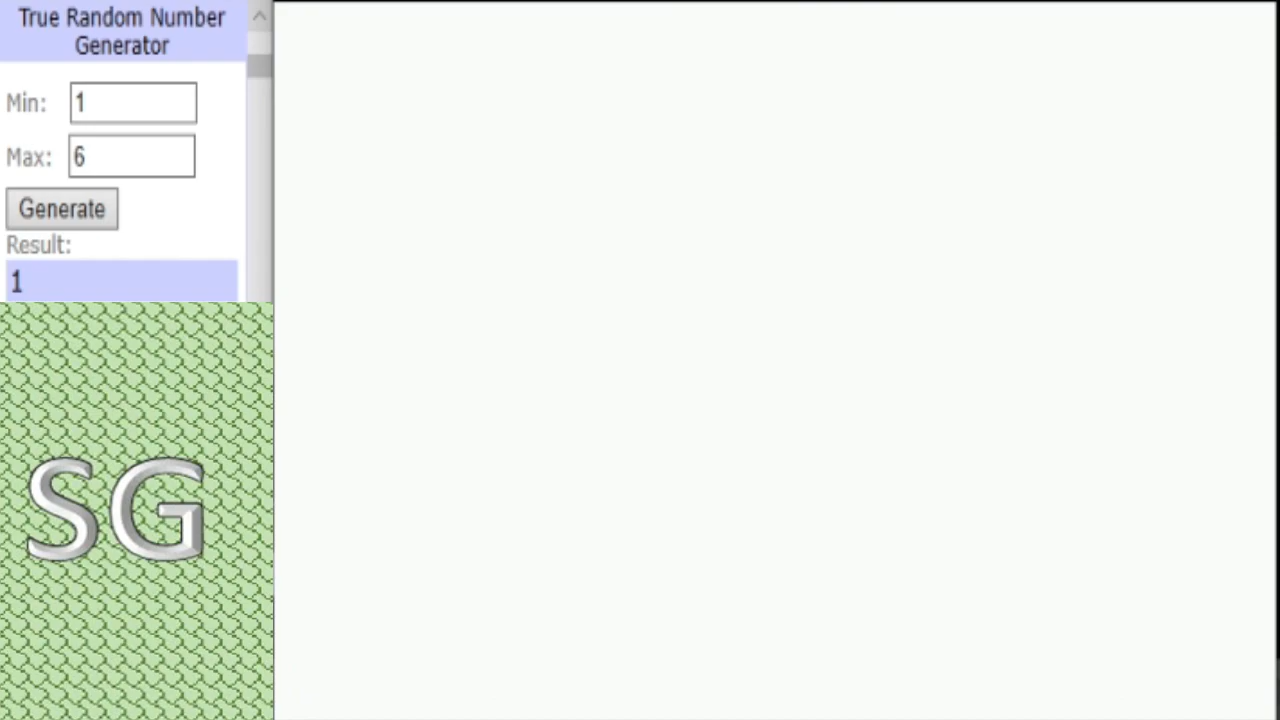 True Random Number
Generator
Min: 1
Max: 6
Generate
Result:
1
SG